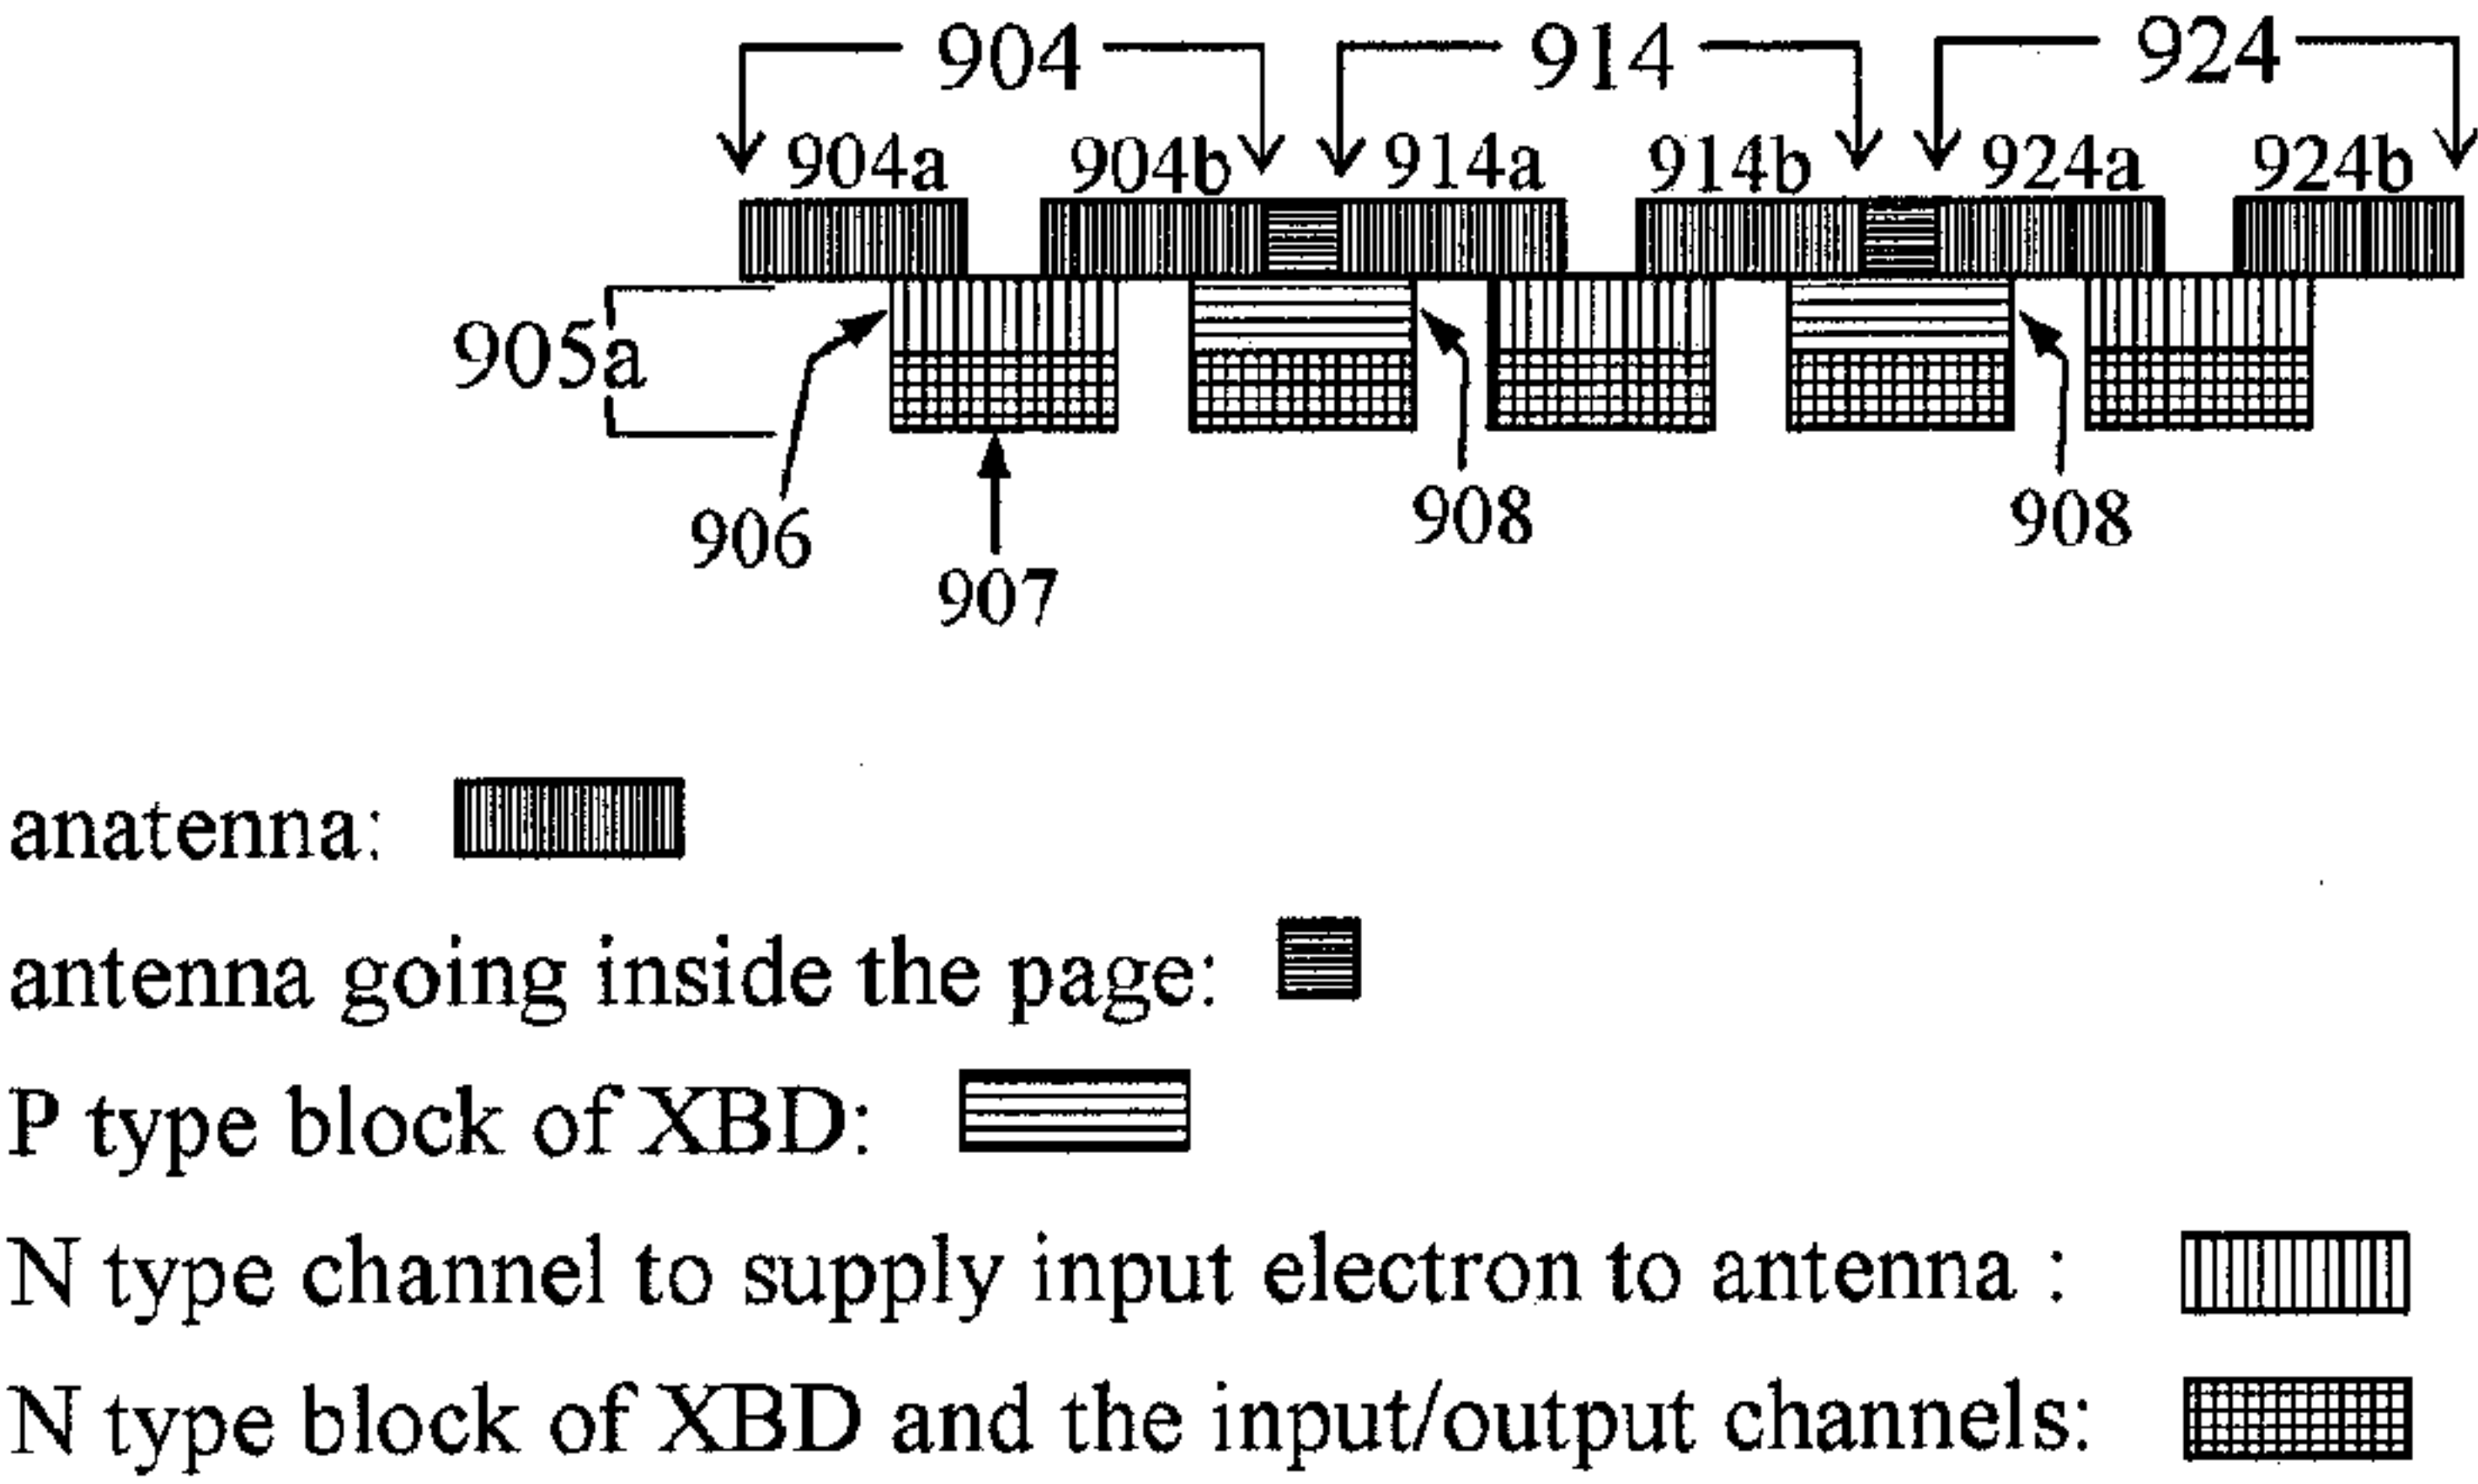 904 914 924
904a 904b 914a 914b 924a 924b
905a
906 907 908 908
anatenna:
antenna going inside the page:
P type block of XBD:
N type channel to supply input electron to antenna :
N type block of XBD and the input/output channels: